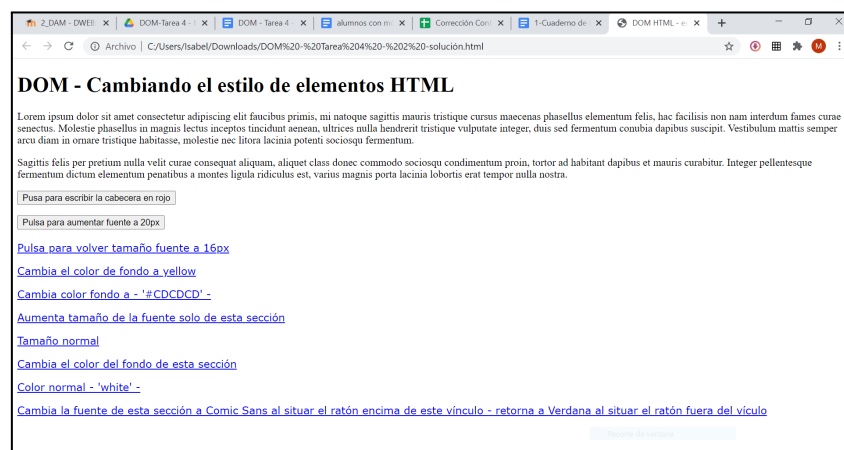 2_DAM - DWEB
DOM-Tarea 4 -
DOM - Tarea 4
alumnos con m
Corrección Con
1-Cuaderno de
DOM HTML - e
Archivo | C:/Users/Isabel/Downloads/DOM%20-%20Tarea%204%20-%202%20-solución.html
M
DOM - Cambiando el estilo de elementos HTML
Lorem ipsum dolor sit amet consectetur adipiscing elit faucibus primis, mi natoque sagittis mauris tristique cursus maecenas phasellus elementum felis, hac facilisis non nam interdum fames curae
senectus. Molestie phasellus in magnis lectus inceptos tincidunt aenean, ultrices nulla hendrerit tristique vulputate integer, duis sed fermentum conubia dapibus suscipit. Vestibulum mattis semper
arcu diam in ornare tristique habitasse, molestie nec litora lacinia potenti sociosqu fermentum.
Sagittis felis per pretium nulla velit curae consequat aliquam, aliquet class donec commodo sociosqu condimentum proin, tortor ad habitant dapibus et mauris curabitur. Integer pellentesque
fermentum dictum elementum penatibus a montes ligula ridiculus est, varius magnis porta lacinia lobortis erat tempor nulla nostra.
Pusa para escribir la cabecera en rojo
Pulsa para aumentar fuente a 20px
Pulsa para volver tamaño fuente a 16px
Cambia el color de fondo a yellow
Cambia color fondo a - '#CDCDCD' -
Aumenta tamaño de la fuente solo de esta sección
Tamaño normal
Cambia el color del fondo de esta sección
Color normal - 'white' -
Cambia la fuente de esta sección a Comic Sans al situar el ratón encima de este vínculo - retorna a Verdana al situar el ratón fuera del vículo